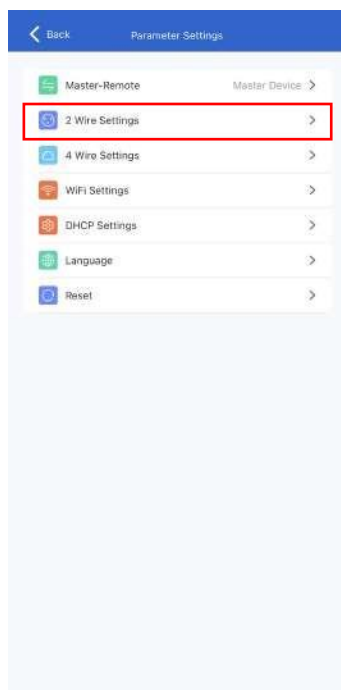 Back Parameter Settings
Master-Remote Master Device
2 Wire Settings
4 Wire Settings
WiFi Settings
DHCP Settings
Language
Reset